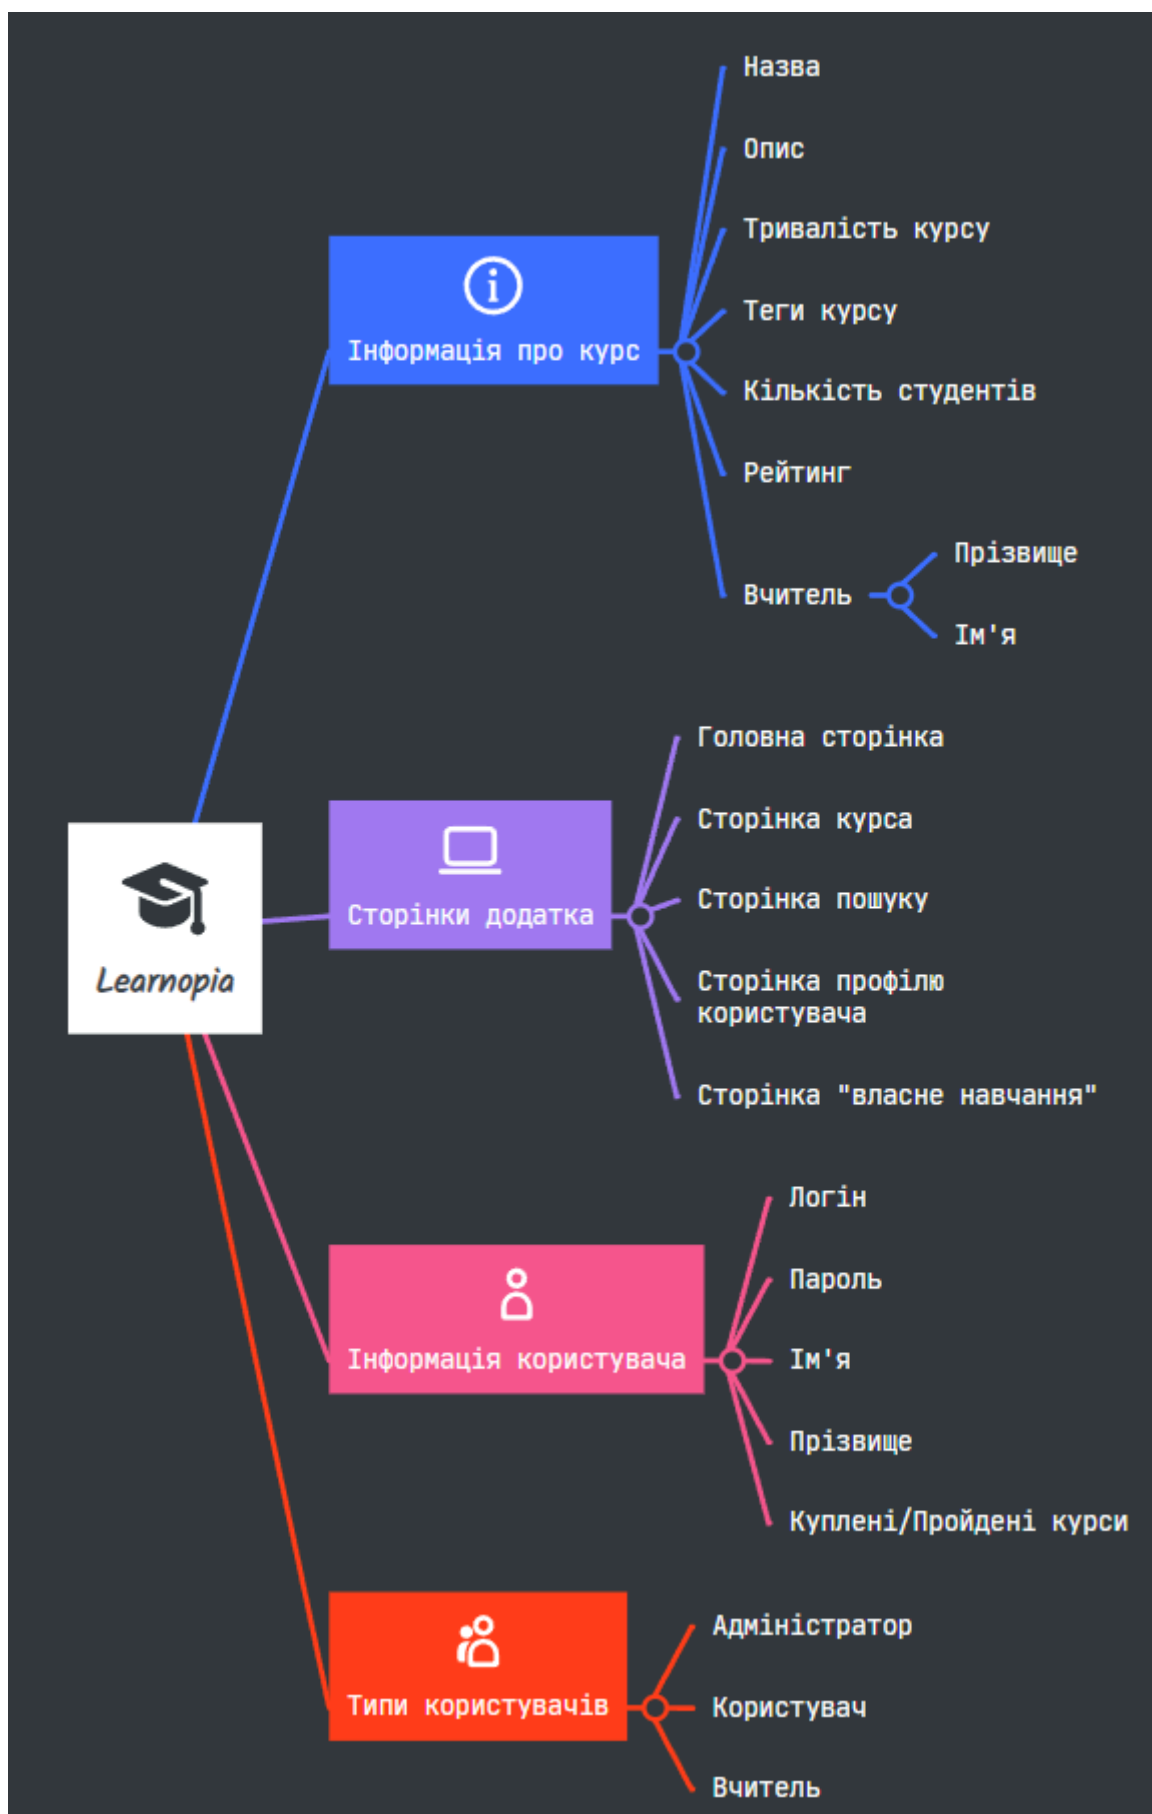 Назва
Опис
Тривалість курсу
Теги курсу
Інформація про курс
Кількість студентів
Рейтинг
Прізвище
Вчитель
Ім'я
Головна сторінка
Сторінка курса
Сторінка пошуку
Сторінки додатка
Learnopia
Сторінка профілю
користувача
Сторінка "власне навчання"
Логін
Пароль
Ім'я
Інформація користувача
Прізвище
Куплені/Пройдені курси
Адміністратор
Типи користувачів
Користувач
Вчитель